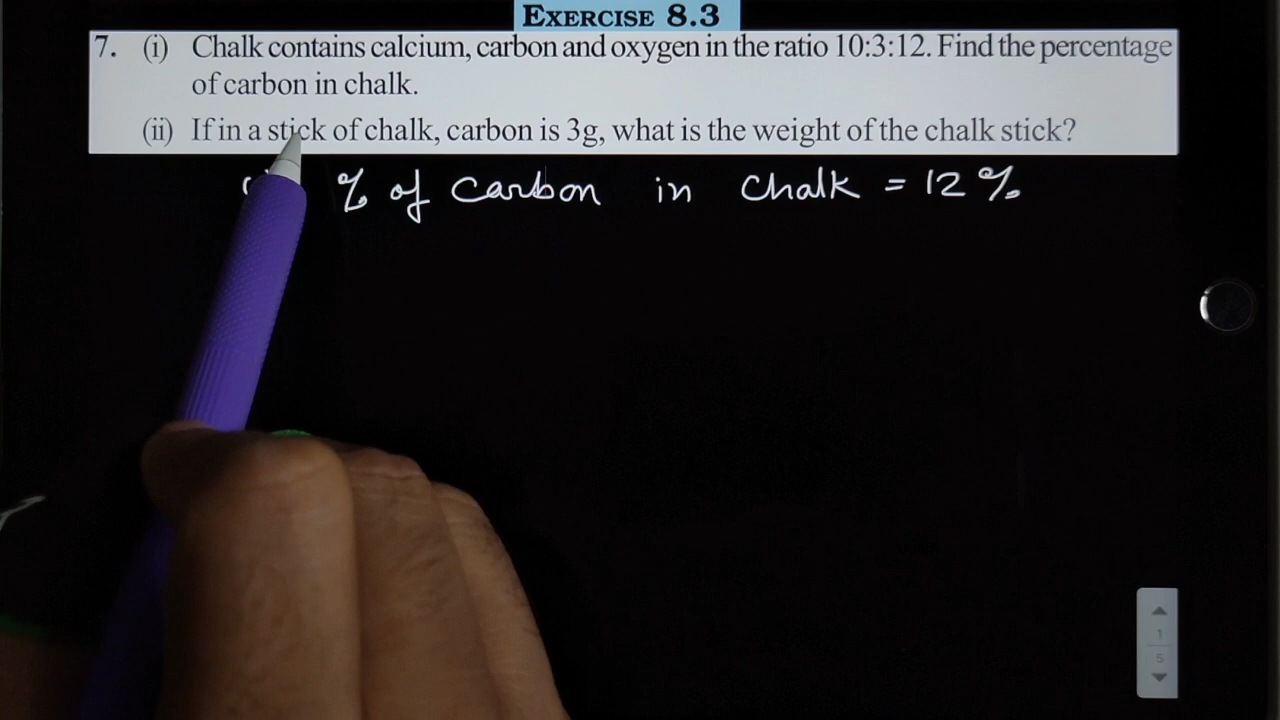 EXERCISE 8.3
7. (i) Chalk contains calcium, carbon and oxygen in the ratio 10:3:12. Find the percentage
of carbon in chalk.
(ii) If in a stick of chalk, carbon is 3g, what is the weight of the chalk stick?
% of Carbon in Chalk = 12 %
1
5